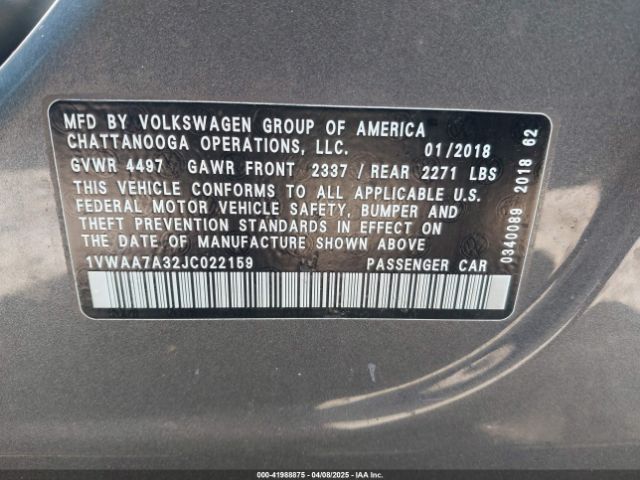 MFD BY VOLKSWAGEN GROUP OF AMERICA
CHATTANOOGA OPERATIONS, LLC. 01/2018
GVWR 4497 GAWR FRONT 2337 / REAR 2271 LBS
THIS VEHICLE CONFORMS TO ALL APPLICABLE U.S.
FEDERAL MOTOR VEHICLE SAFETY, BUMPER AND
THEFT PREVENTION STANDARDS IN EFFECT ON
THE DATE OF MANUFACTURE SHOWN ABOVE
1VWAA7A32JC022159 PASSENGER CAR
0340089 2018 62
000-41988875 - 04/08/2025 - IAA Inc.